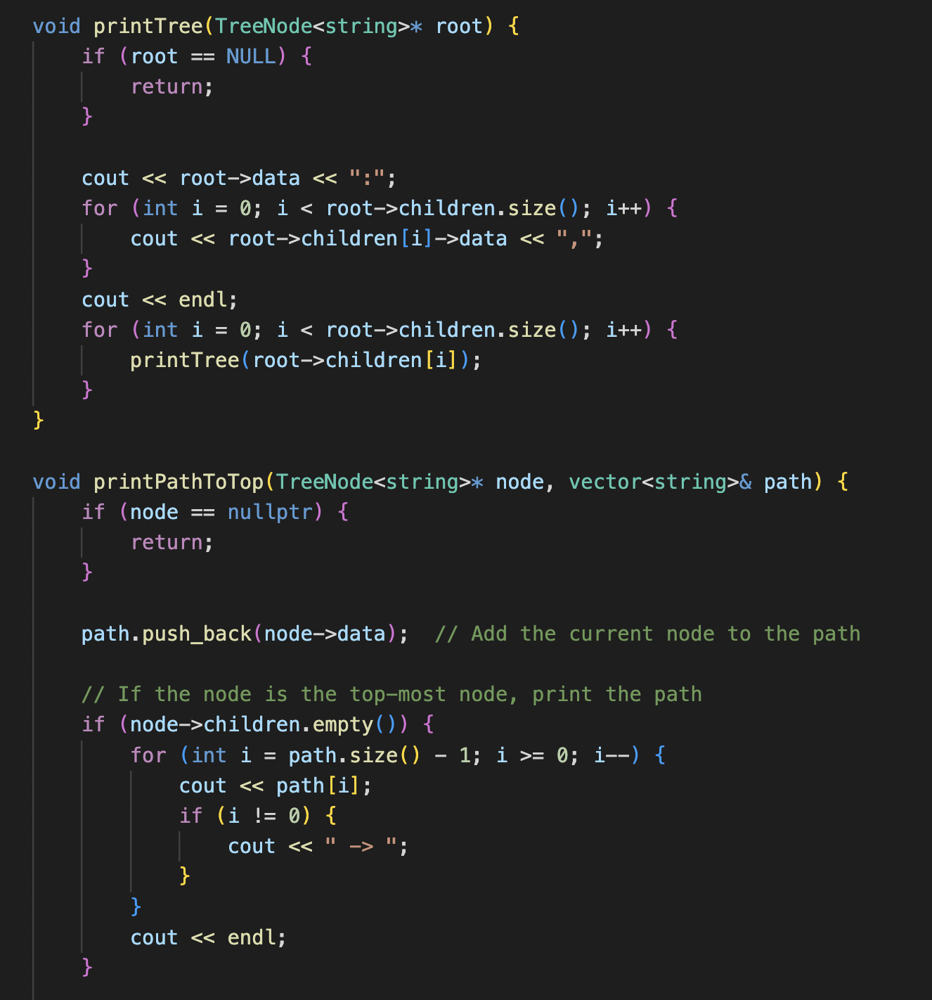 void printTree(TreeNode<string>* root) {
    if (root == NULL) {
        return;
    }

    cout << root->data << ":";
    for (int i = 0; i < root->children.size(); i++) {
        cout << root->children[i]->data << ",";
    }
    cout << endl;
    for (int i = 0; i < root->children.size(); i++) {
        printTree(root->children[i]);
    }
}

void printPathToTop(TreeNode<string>* node, vector<string>& path) {
    if (node == nullptr) {
        return;
    }

    path.push_back(node->data);  // Add the current node to the path

    // If the node is the top-most node, print the path
    if (node->children.empty()) {
        for (int i = path.size() - 1; i >= 0; i--) {
            cout << path[i];
            if (i != 0) {
                cout << " -> ";
            }
        }
        cout << endl;
    }